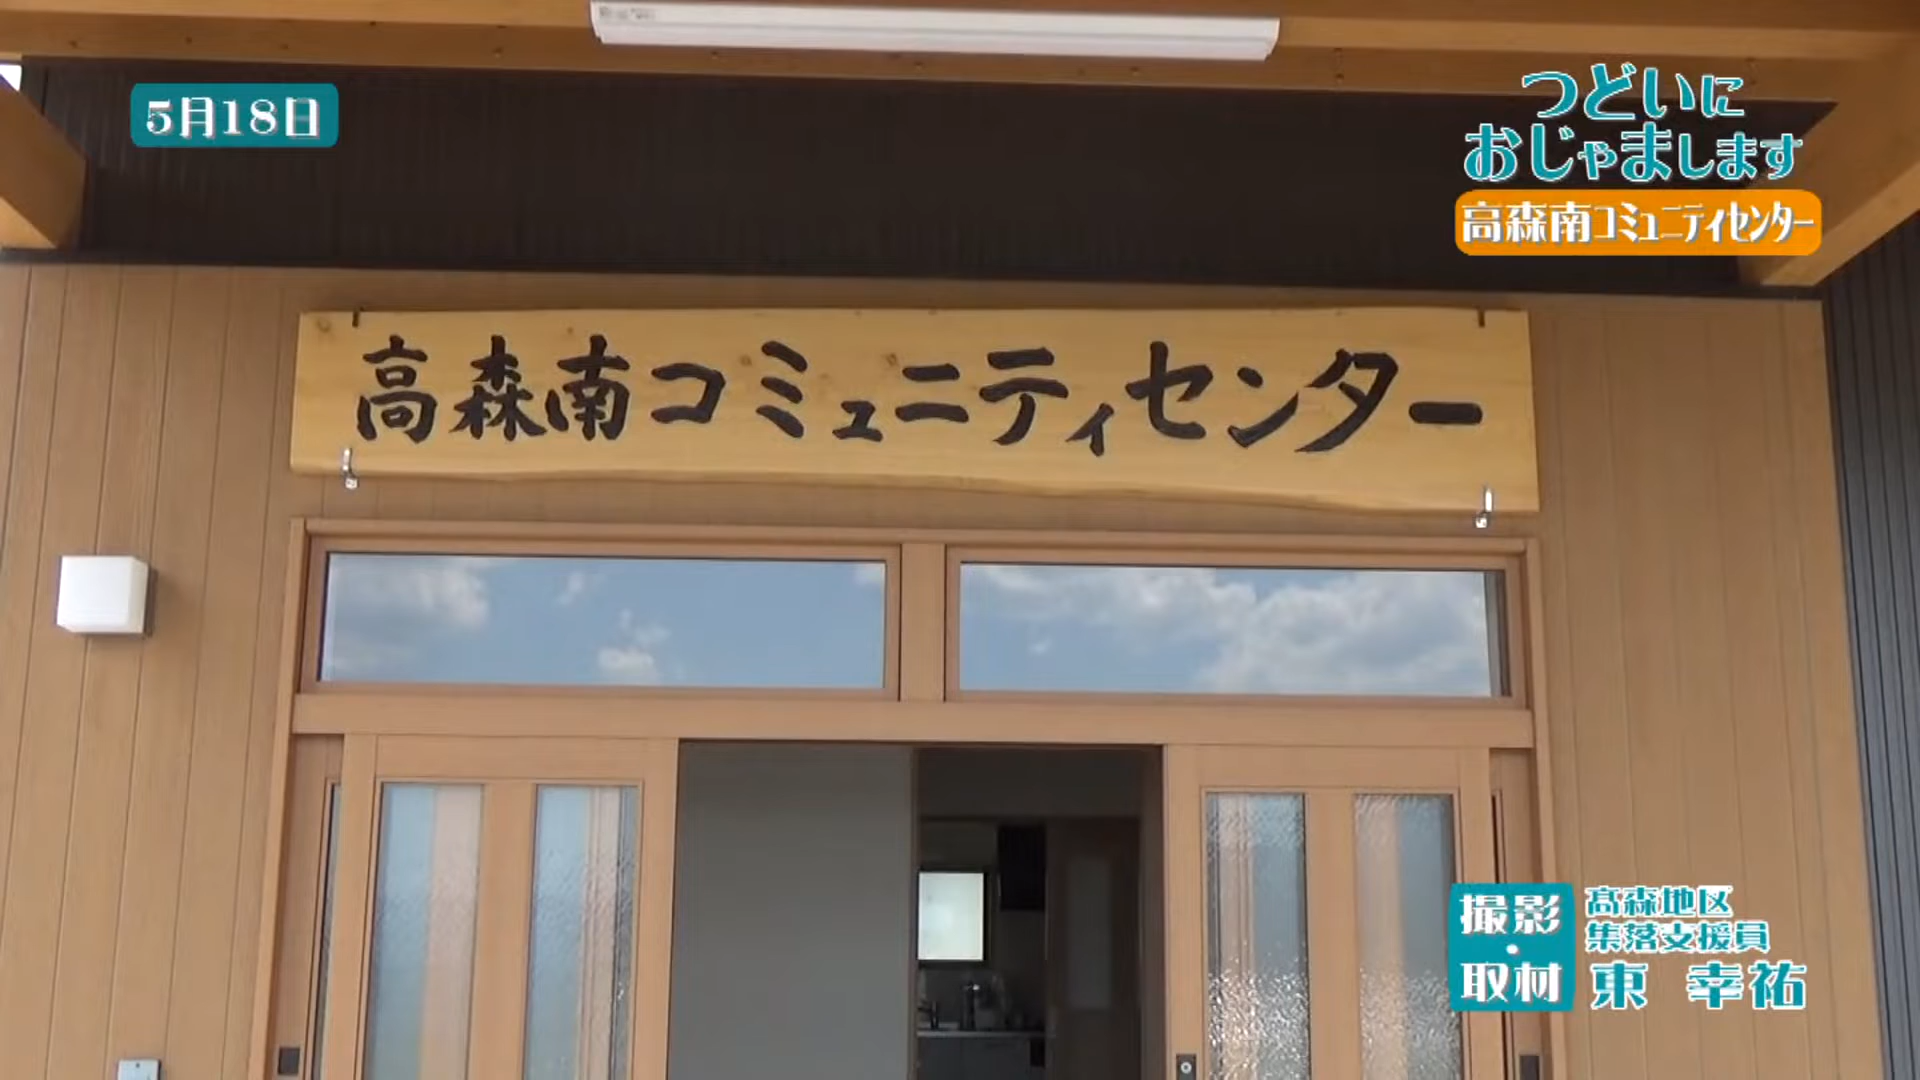 5月18日
つどいに
おじゃまします
高森南コミュニティセンター
高森南コミュニティセンター
撮影・取材
高森地区
集落支援員
東 幸祐